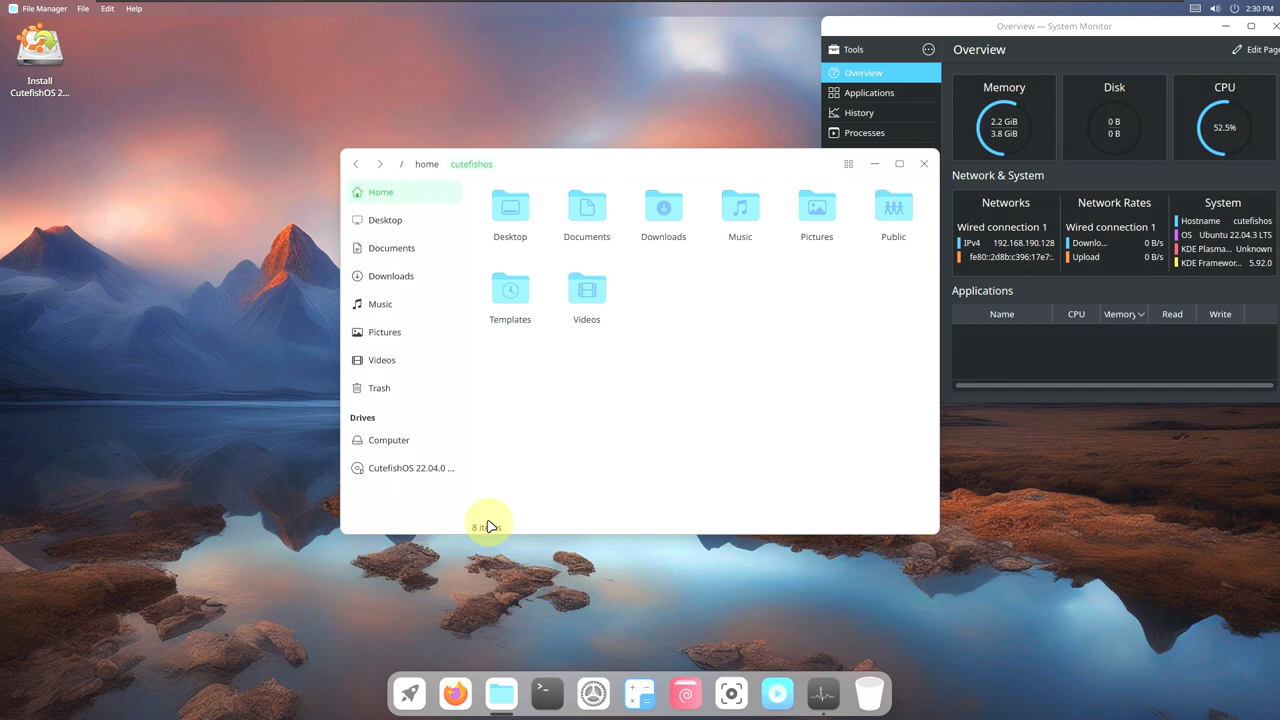 File Manager File Edit Help
2:30 PM
Install
CutefishOS 2...
Overview — System Monitor
Tools
Overview
Applications
History
Processes
Overview
Edit Page
Memory
2.2 GiB
3.8 GiB
Disk
0 B
0 B
CPU
52.5%
Network & System
Networks
Wired connection 1
IPv4 192.168.190.128
fe80::2d8b:c396:17e7:..
Network Rates
Wired connection 1
Downlo... 0 B/s
Upload 0 B/s
System
Hostname cutefishos
OS Ubuntu 22.04.3 LTS
KDE Plasma... Unknown
KDE Framewor... 5.92.0
Applications
Name CPU Memory Read Write
/ home cutefishos
Home
Desktop
Documents
Downloads
Music
Pictures
Videos
Trash
Drives
Computer
CutefishOS 22.04.0 ...
Desktop Documents Downloads Music Pictures Public
Templates Videos
8